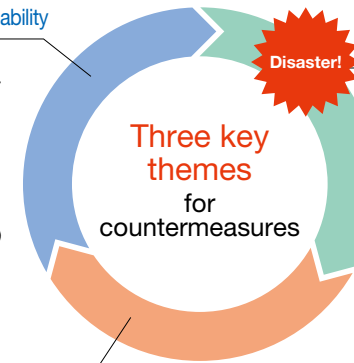 ability
Disaster!
Three key
themes
for
countermeasures